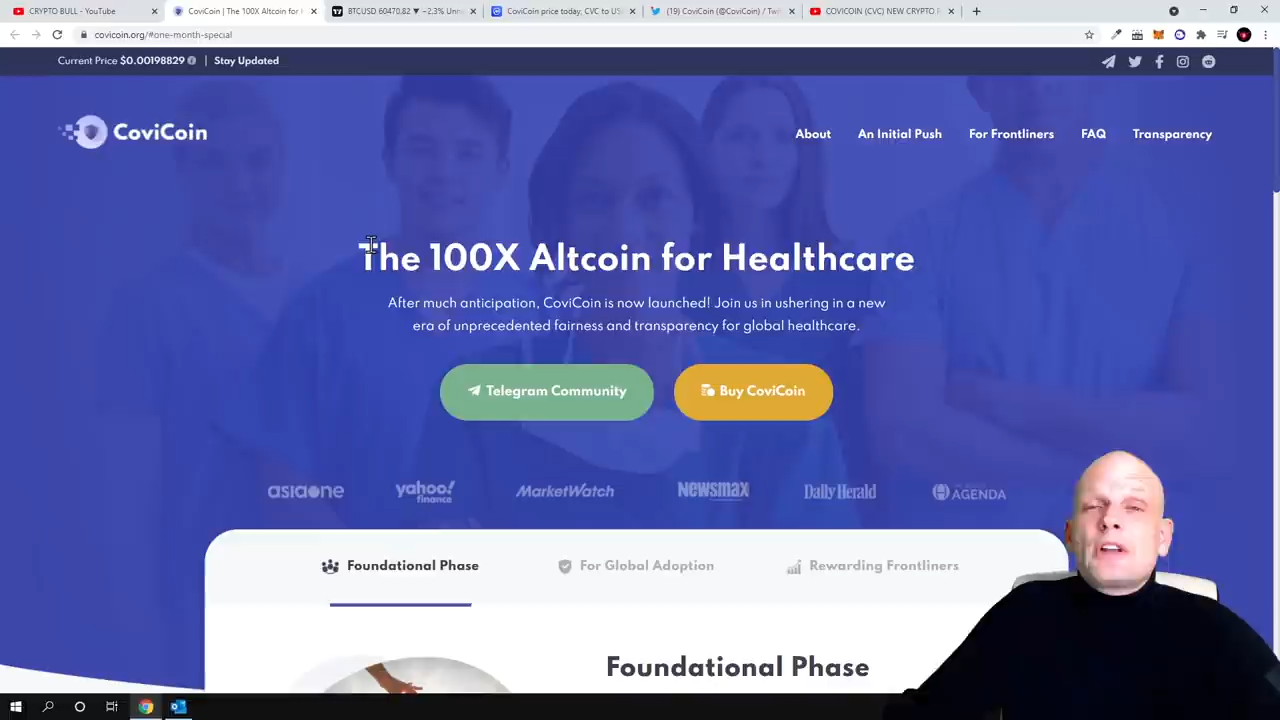 CRYPTO BULL - YouTube
CoviCoin | The 100X Altcoin for H
BTCUSD 60470.82 ▼ −2.3% Unn
CoviCoin price today, CVC to US
(19) CoviCoin (@CoviCoin) / Twit
COVICOIN (CVC) NEW CRYPTO P
covicoin.org/#one-month-special
Current Price $0.00198829 | Stay Updated
CoviCoin
About
An Initial Push
For Frontliners
FAQ
Transparency
The 100X Altcoin for Healthcare
After much anticipation, CoviCoin is now launched! Join us in ushering in a new
era of unprecedented fairness and transparency for global healthcare.
Telegram Community
Buy CoviCoin
asiaone
yahoo!
finance
MarketWatch
Newsmax
Daily Herald
AGENDA
Foundational Phase
For Global Adoption
Rewarding Frontliners
Foundational Phase